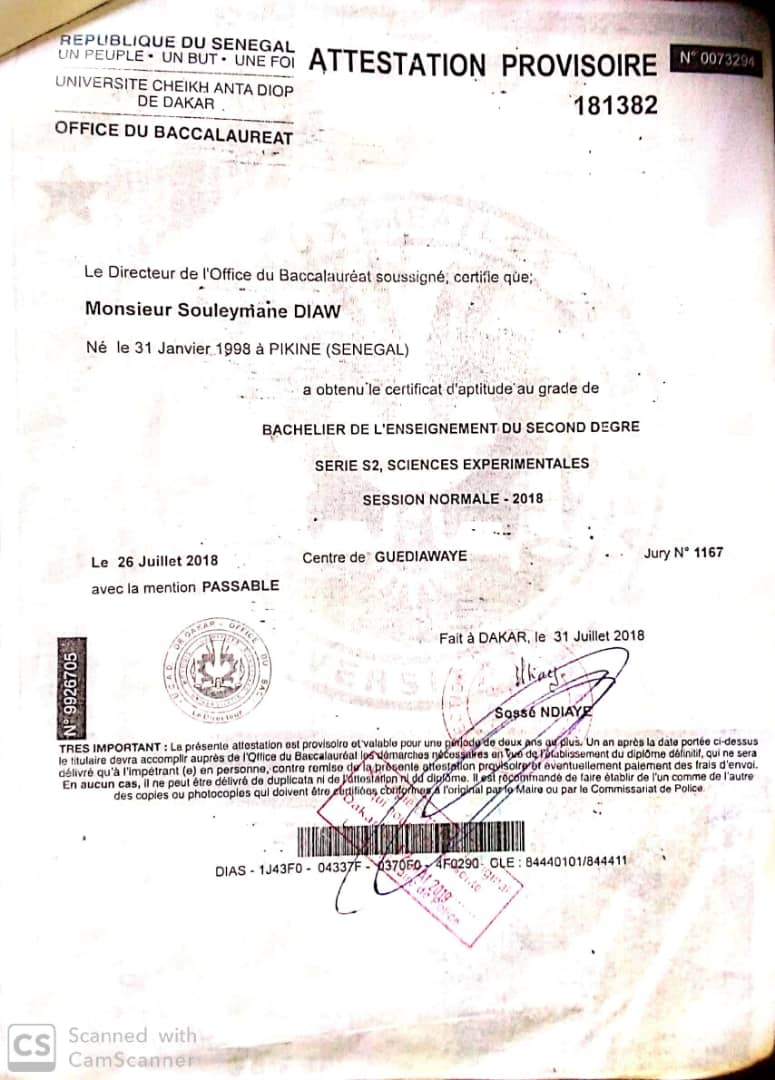 REPUBLIQUE DU SENEGAL
UN PEUPLE • UN BUT • UNE FOI
UNIVERSITE CHEIKH ANTA DIOP
DE DAKAR
OFFICE DU BACCALAUREAT
ATTESTATION PROVISOIRE
N° 0073294
181382
Le Directeur de l'Office du Baccalauréat soussigné, certifie que;
Monsieur Souleymane DIAW
Né le 31 Janvier 1998 à PIKINE (SENEGAL)
a obtenu le certificat d'aptitude au grade de
BACHELIER DE L'ENSEIGNEMENT DU SECOND DEGRE
SERIE S2, SCIENCES EXPERIMENTALES
SESSION NORMALE - 2018
Le 26 Juillet 2018
Centre de GUEDIAWAYE
Jury N° 1167
avec la mention PASSABLE
Fait à DAKAR, le 31 Juillet 2018
DE DAKAR - OFFICE DU BAC
Le Directeur
Sossé NDIAYE
N° 9926705
TRES IMPORTANT : La présente attestation est provisoire et valable pour une période de deux ans au plus. Un an après la date portée ci-dessus
le titulaire devra accomplir auprès de l'Office du Baccalauréat les démarches nécessaires en vue de l'établissement du diplôme définitif, qui ne sera
délivré qu'à l'impétrant (e) en personne, contre remise de la présente attestation provisoire et éventuellement paiement des frais d'envoi.
En aucun cas, il ne peut être délivré de duplicata ni de l'attestation ni du diplôme. Il est recommandé de faire établir de l'un comme de l'autre
des copies ou photocopies qui doivent être certifiées conformes à l'original par le Maire ou par le Commissariat de Police.
DIAS - 1J43F0 - 04337F - 0370F0 - 4F0290 CLE : 84440101/844411
CS Scanned with
CamScanner